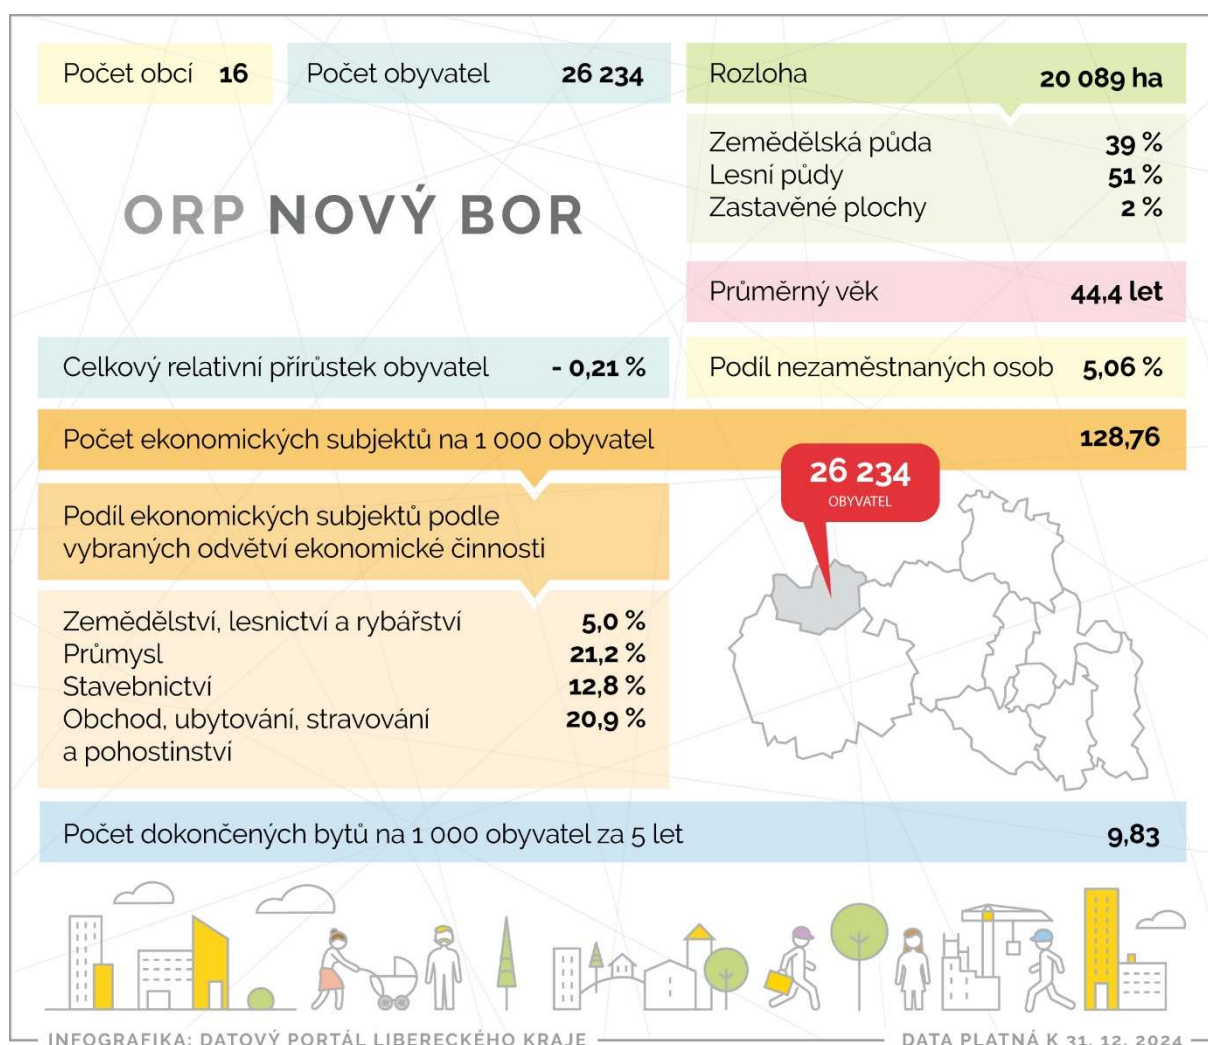 Počet obcí 16
Počet obyvatel 26 234
Rozloha 20 089 ha
Zemědělská půda 39 %
Lesní půdy 51 %
Zastavěné plochy 2 %
ORP NOVÝ BOR
Průměrný věk 44,4 let
Celkový relativní přírůstek obyvatel - 0,21 %
Podíl nezaměstnaných osob 5,06 %
Počet ekonomických subjektů na 1 000 obyvatel 128,76
26 234
OBYVATEL
Podíl ekonomických subjektů podle
vybraných odvětví ekonomické činnosti
Zemědělství, lesnictví a rybářství 5,0 %
Průmysl 21,2 %
Stavebnictví 12,8 %
Obchod, ubytování, stravování 20,9 %
a pohostinství
Počet dokončených bytů na 1 000 obyvatel za 5 let 9,83
INFOGRAFIKA: DATOVÝ PORTÁL LIBERECKÉHO KRAJE
DATA PLATNÁ K 31. 12. 2024